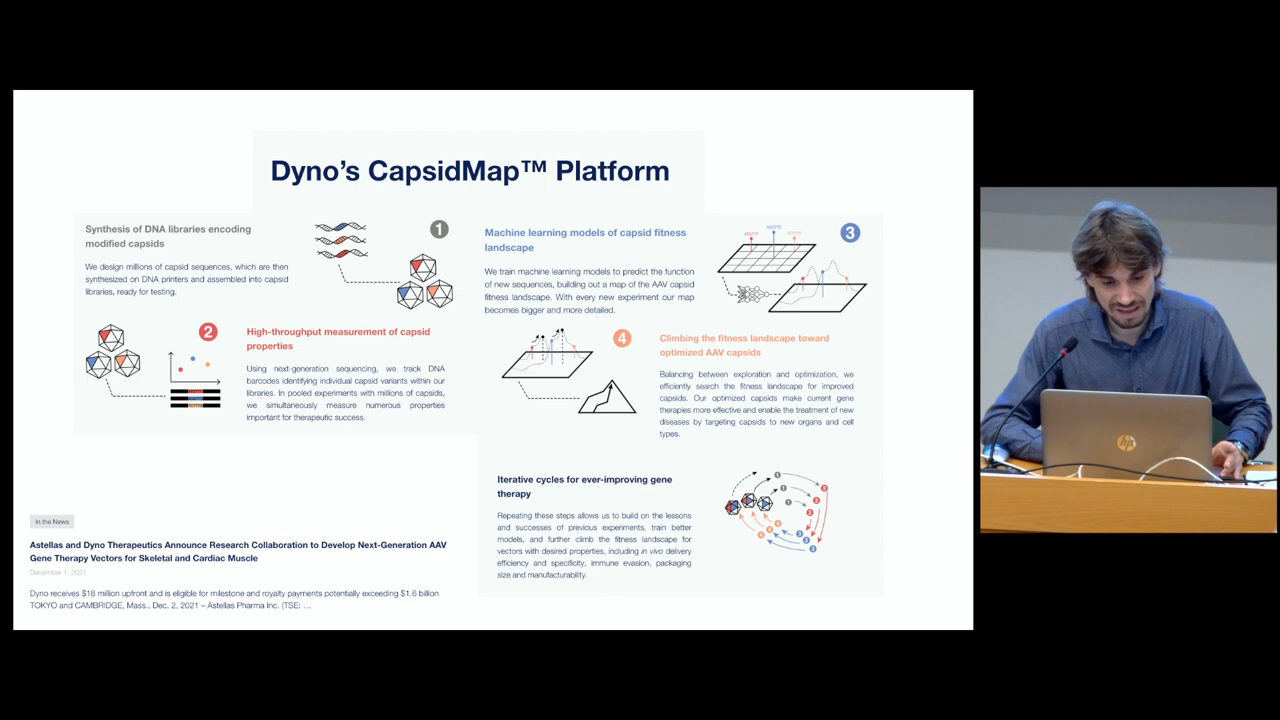 Dyno's CapsidMap™ Platform
Synthesis of DNA libraries encoding
modified capsids
1
We design millions of capsid sequences, which are then
synthesized on DNA printers and assembled into capsid
libraries, ready for testing.
2
High-throughput measurement of capsid
properties
Using next-generation sequencing, we track DNA
barcodes identifying individual capsid variants within our
libraries. In pooled experiments with millions of capsids,
we simultaneously measure numerous properties
important for therapeutic success.
Machine learning models of capsid fitness
landscape
3
We train machine learning models to predict the function
of new sequences, building out a map of the AAV capsid
fitness landscape. With every new experiment our map
becomes bigger and more detailed.
4
Climbing the fitness landscape toward
optimized AAV capsids
Balancing between exploration and optimization, we
efficiently search the fitness landscape for improved
capsids. Our optimized capsids make current gene
therapies more effective and enable the treatment of new
diseases by targeting capsids to new organs and cell
types.
Iterative cycles for ever-improving gene
therapy
Repeating these steps allows us to build on the lessons
and successes of previous experiments, train better
models, and further climb the fitness landscape for
vectors with desired properties, including in vivo delivery
efficiency and specificity, immune evasion, packaging
size and manufacturability.
1
1
1
2
2
2
3
3
3
4
4
4
In the News
Astellas and Dyno Therapeutics Announce Research Collaboration to Develop Next-Generation AAV
Gene Therapy Vectors for Skeletal and Cardiac Muscle
December 1, 2021
Dyno receives $18 million upfront and is eligible for milestone and royalty payments potentially exceeding $1.6 billion
TOKYO and CAMBRIDGE, Mass., Dec. 2, 2021 – Astellas Pharma Inc. (TSE: …
hp